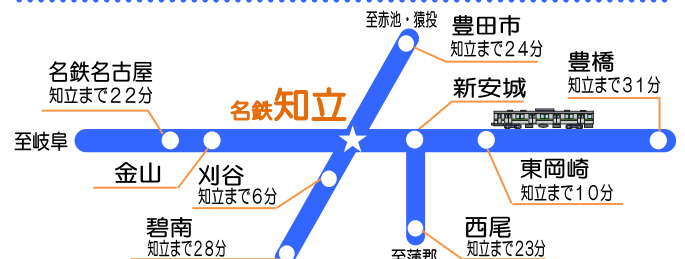 至赤池・猿投
豊田市
知立まで24分
名鉄名古屋
知立まで22分
名鉄 知立
新安城
豊橋
知立まで31分
至岐阜
金山
刈谷
知立まで6分
東岡崎
知立まで10分
碧南
知立まで28分
西尾
知立まで23分
至蒲郡